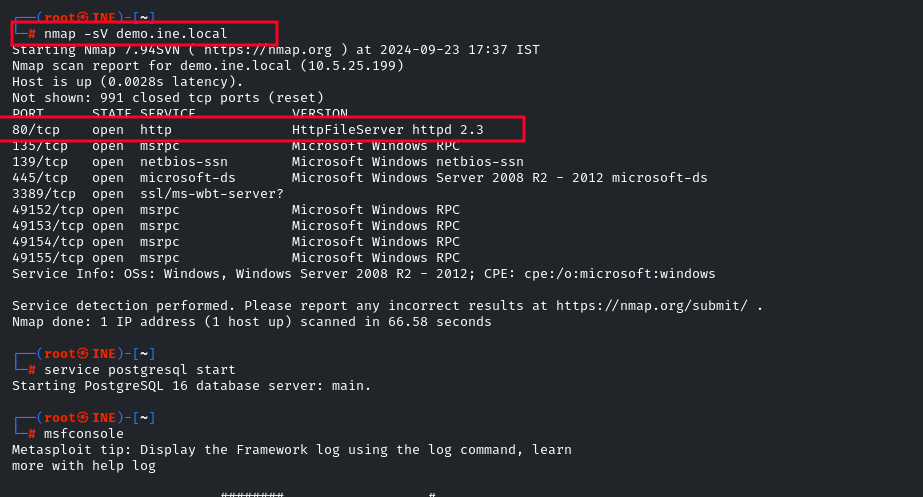 ┌──(root㉿INE)-[~]
└─# nmap -sV demo.ine.local
Starting Nmap 7.94SVN ( https://nmap.org ) at 2024-09-23 17:37 IST
Nmap scan report for demo.ine.local (10.5.25.199)
Host is up (0.0028s latency).
Not shown: 991 closed tcp ports (reset)
PORT      STATE SERVICE            VERSION
80/tcp    open  http               HttpFileServer httpd 2.3
135/tcp   open  msrpc              Microsoft Windows RPC
139/tcp   open  netbios-ssn        Microsoft Windows netbios-ssn
445/tcp   open  microsoft-ds       Microsoft Windows Server 2008 R2 - 2012 microsoft-ds
3389/tcp  open  ssl/ms-wbt-server?
49152/tcp open  msrpc              Microsoft Windows RPC
49153/tcp open  msrpc              Microsoft Windows RPC
49154/tcp open  msrpc              Microsoft Windows RPC
49155/tcp open  msrpc              Microsoft Windows RPC
Service Info: OSs: Windows, Windows Server 2008 R2 - 2012; CPE: cpe:/o:microsoft:windows
Service detection performed. Please report any incorrect results at https://nmap.org/submit/ .
Nmap done: 1 IP address (1 host up) scanned in 66.58 seconds
┌──(root㉿INE)-[~]
└─# service postgresql start
Starting PostgreSQL 16 database server: main.
┌──(root㉿INE)-[~]
└─# msfconsole
Metasploit tip: Display the Framework log using the log command, learn
more with help log
########                  #